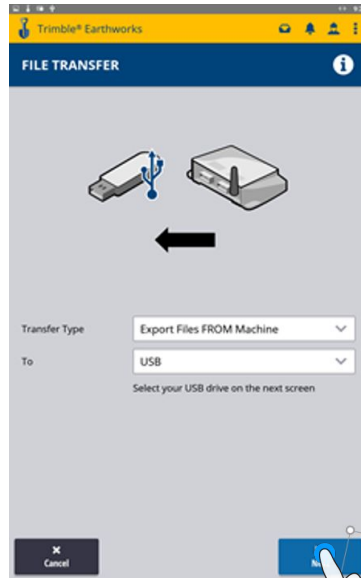 Trimble® Earthworks
FILE TRANSFER
Transfer Type
Export Files FROM Machine
To
USB
Select your USB drive on the next screen
Cancel